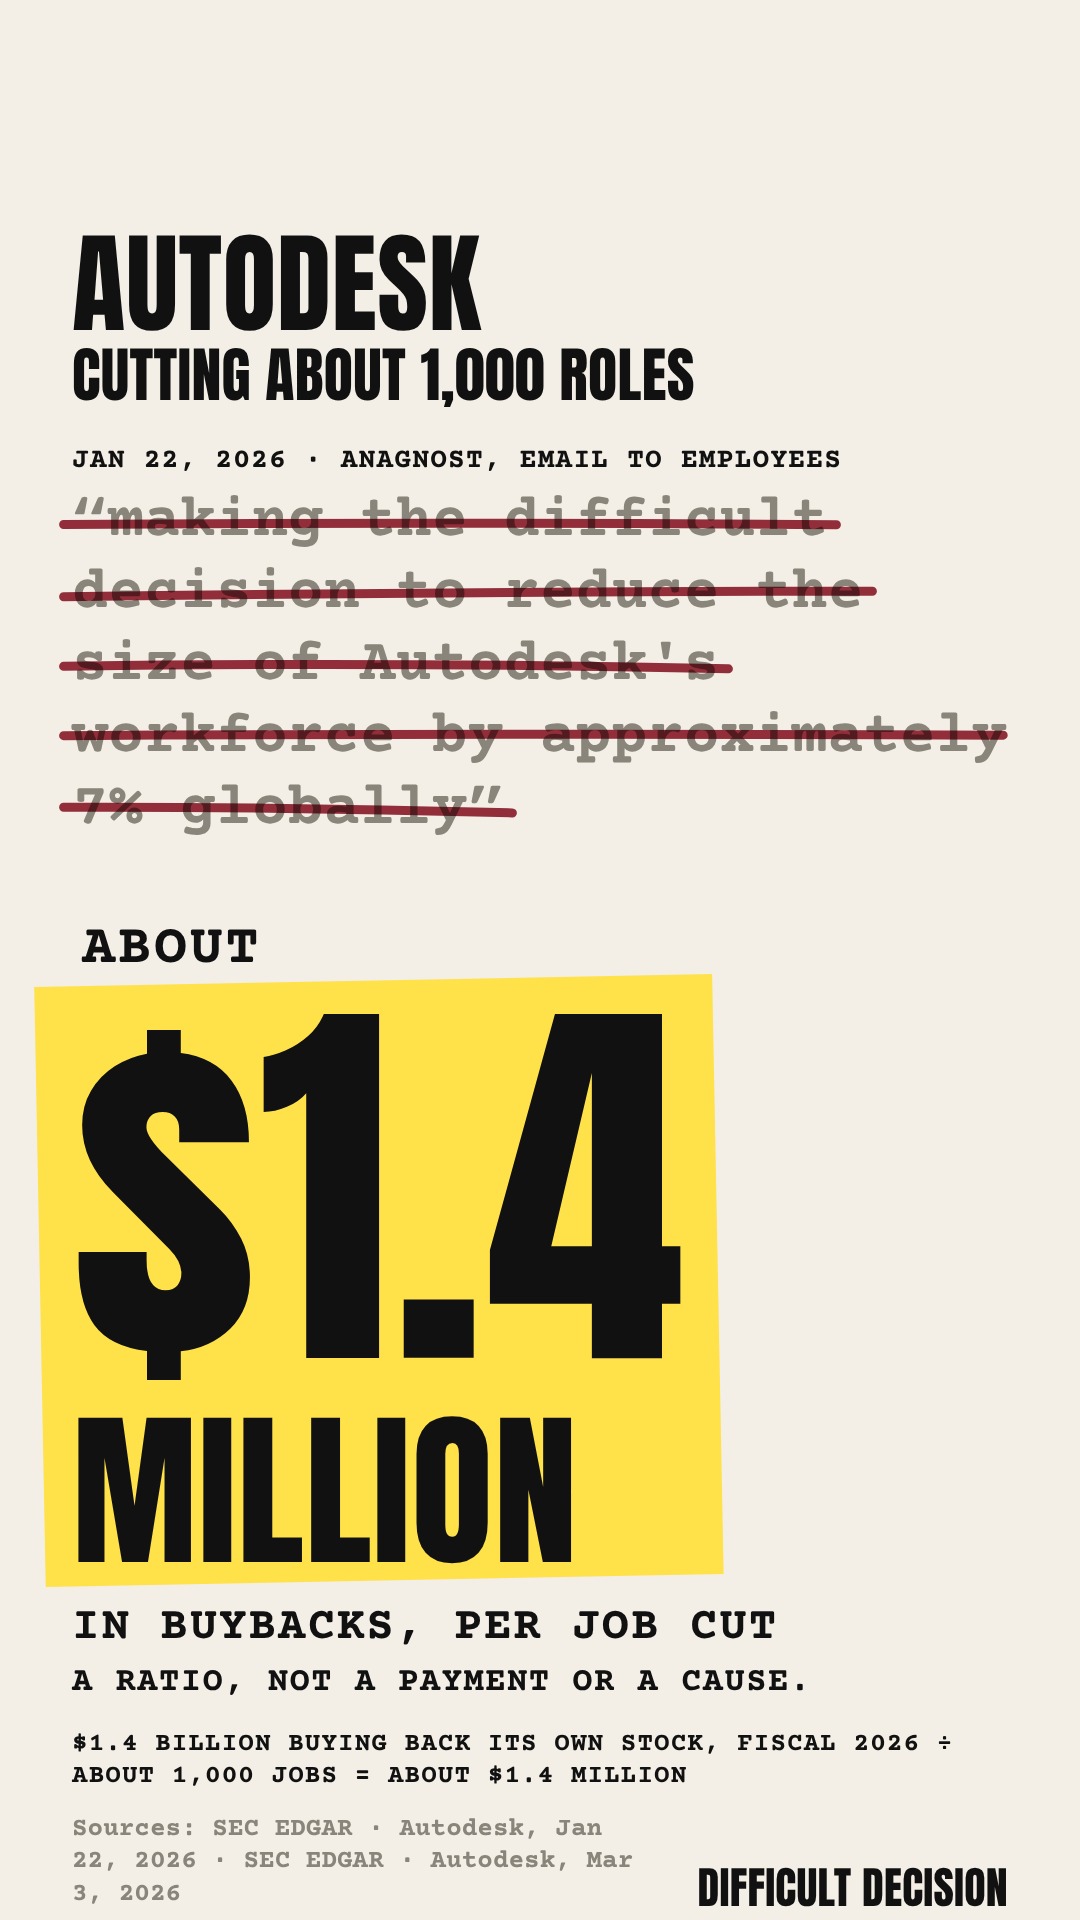 AUTODESK
CUTTING ABOUT 1,000 ROLES
JAN 22, 2026 · ANAGNOST, EMAIL TO EMPLOYEES
“making the difficult
decision to reduce the
size of Autodesk's
workforce by approximately
7% globally”
ABOUT
$1.4
MILLION
IN BUYBACKS, PER JOB CUT
A RATIO, NOT A PAYMENT OR A CAUSE.
$1.4 BILLION BUYING BACK ITS OWN STOCK, FISCAL 2026 ÷
ABOUT 1,000 JOBS = ABOUT $1.4 MILLION
Sources: SEC EDGAR · Autodesk, Jan
22, 2026 · SEC EDGAR · Autodesk, Mar
3, 2026
DIFFICULT DECISION